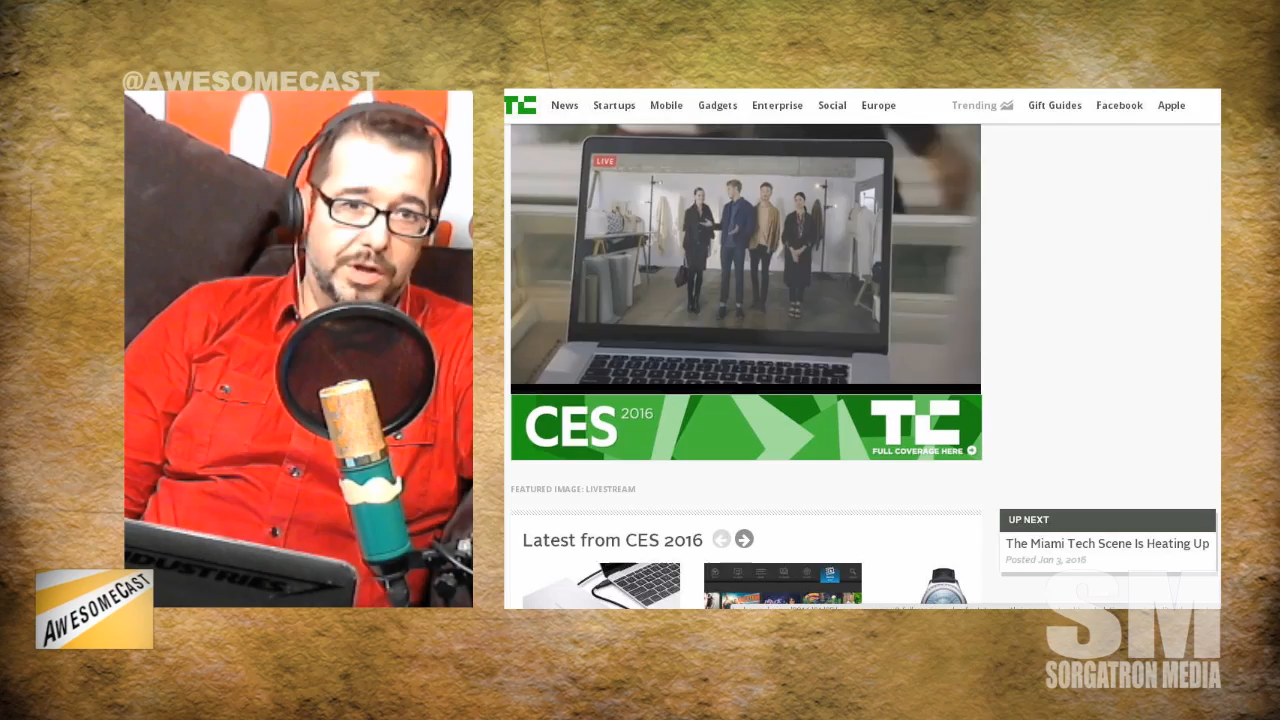 @AWESOMECAST
TC News Startups Mobile Gadgets Enterprise Social Europe Trending Gift Guides Facebook Apple
LIVE
CES 2016
TC
FULL COVERAGE HERE
FEATURED IMAGE: LIVESTREAM
UP NEXT
Latest from CES 2016
The Miami Tech Scene Is Heating Up
Posted Jan 3, 2016
INDUSTRIES
AWESOMECAST
SM
SORGATRON MEDIA